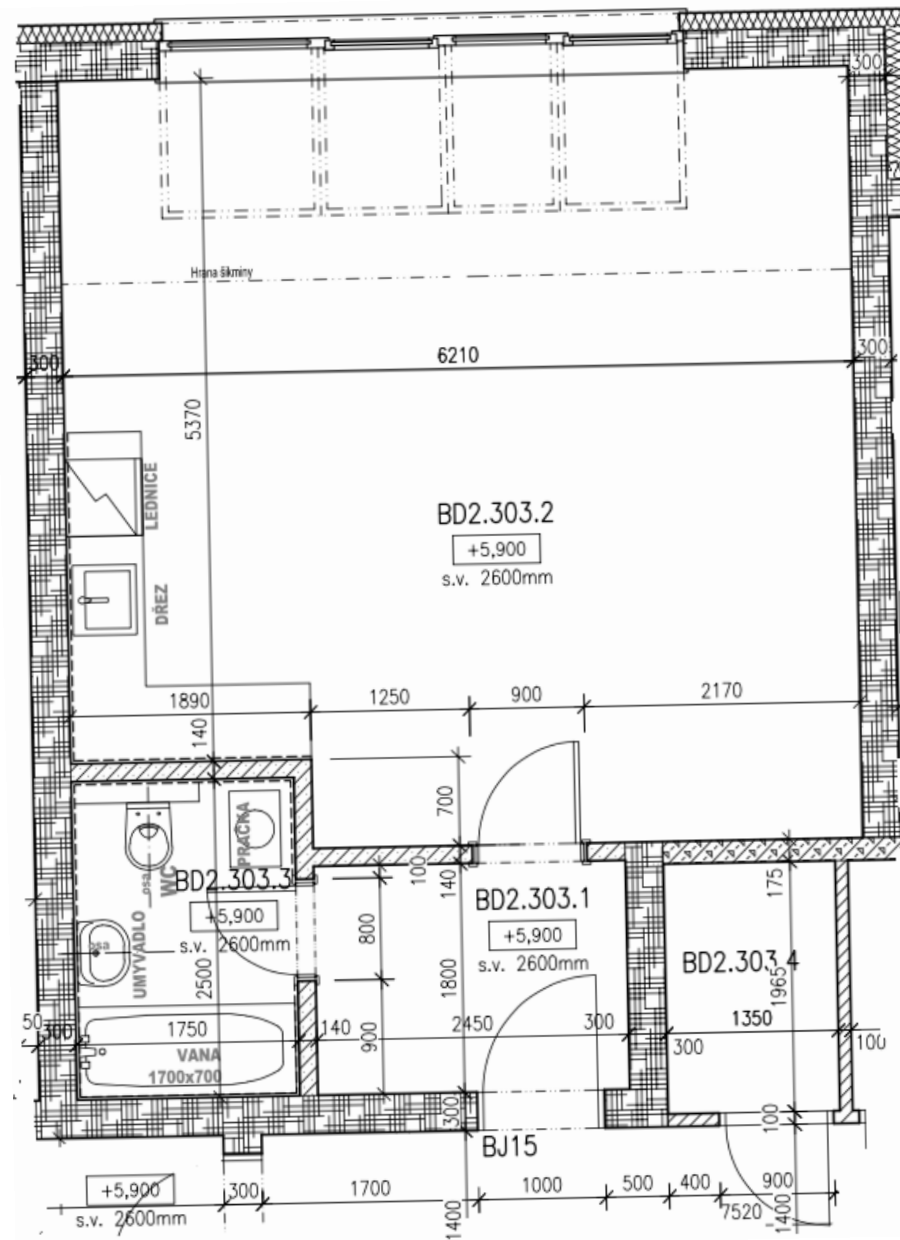 300
Hrana šikminy
300
6210
300
5370
LEDNICE
BD2.303.2
+5,900
s.v. 2600mm
DŘEZ
1890
1250
900
2170
140
700
PRAČKA
100
140
175
osa
WC
BD2.303.3
+5,900
s.v. 2600mm
BD2.303.1
+5,900
s.v. 2600mm
800
UMYVADLO
osa
2500
1800
BD2.303.4
1965
50
300
1750
140
2450
300
300
1350
100
900
VANA
1700x700
300
100
BJ15
+5,900
s.v. 2600mm
300
1700
1400
1000
500
400
900
7520
1400